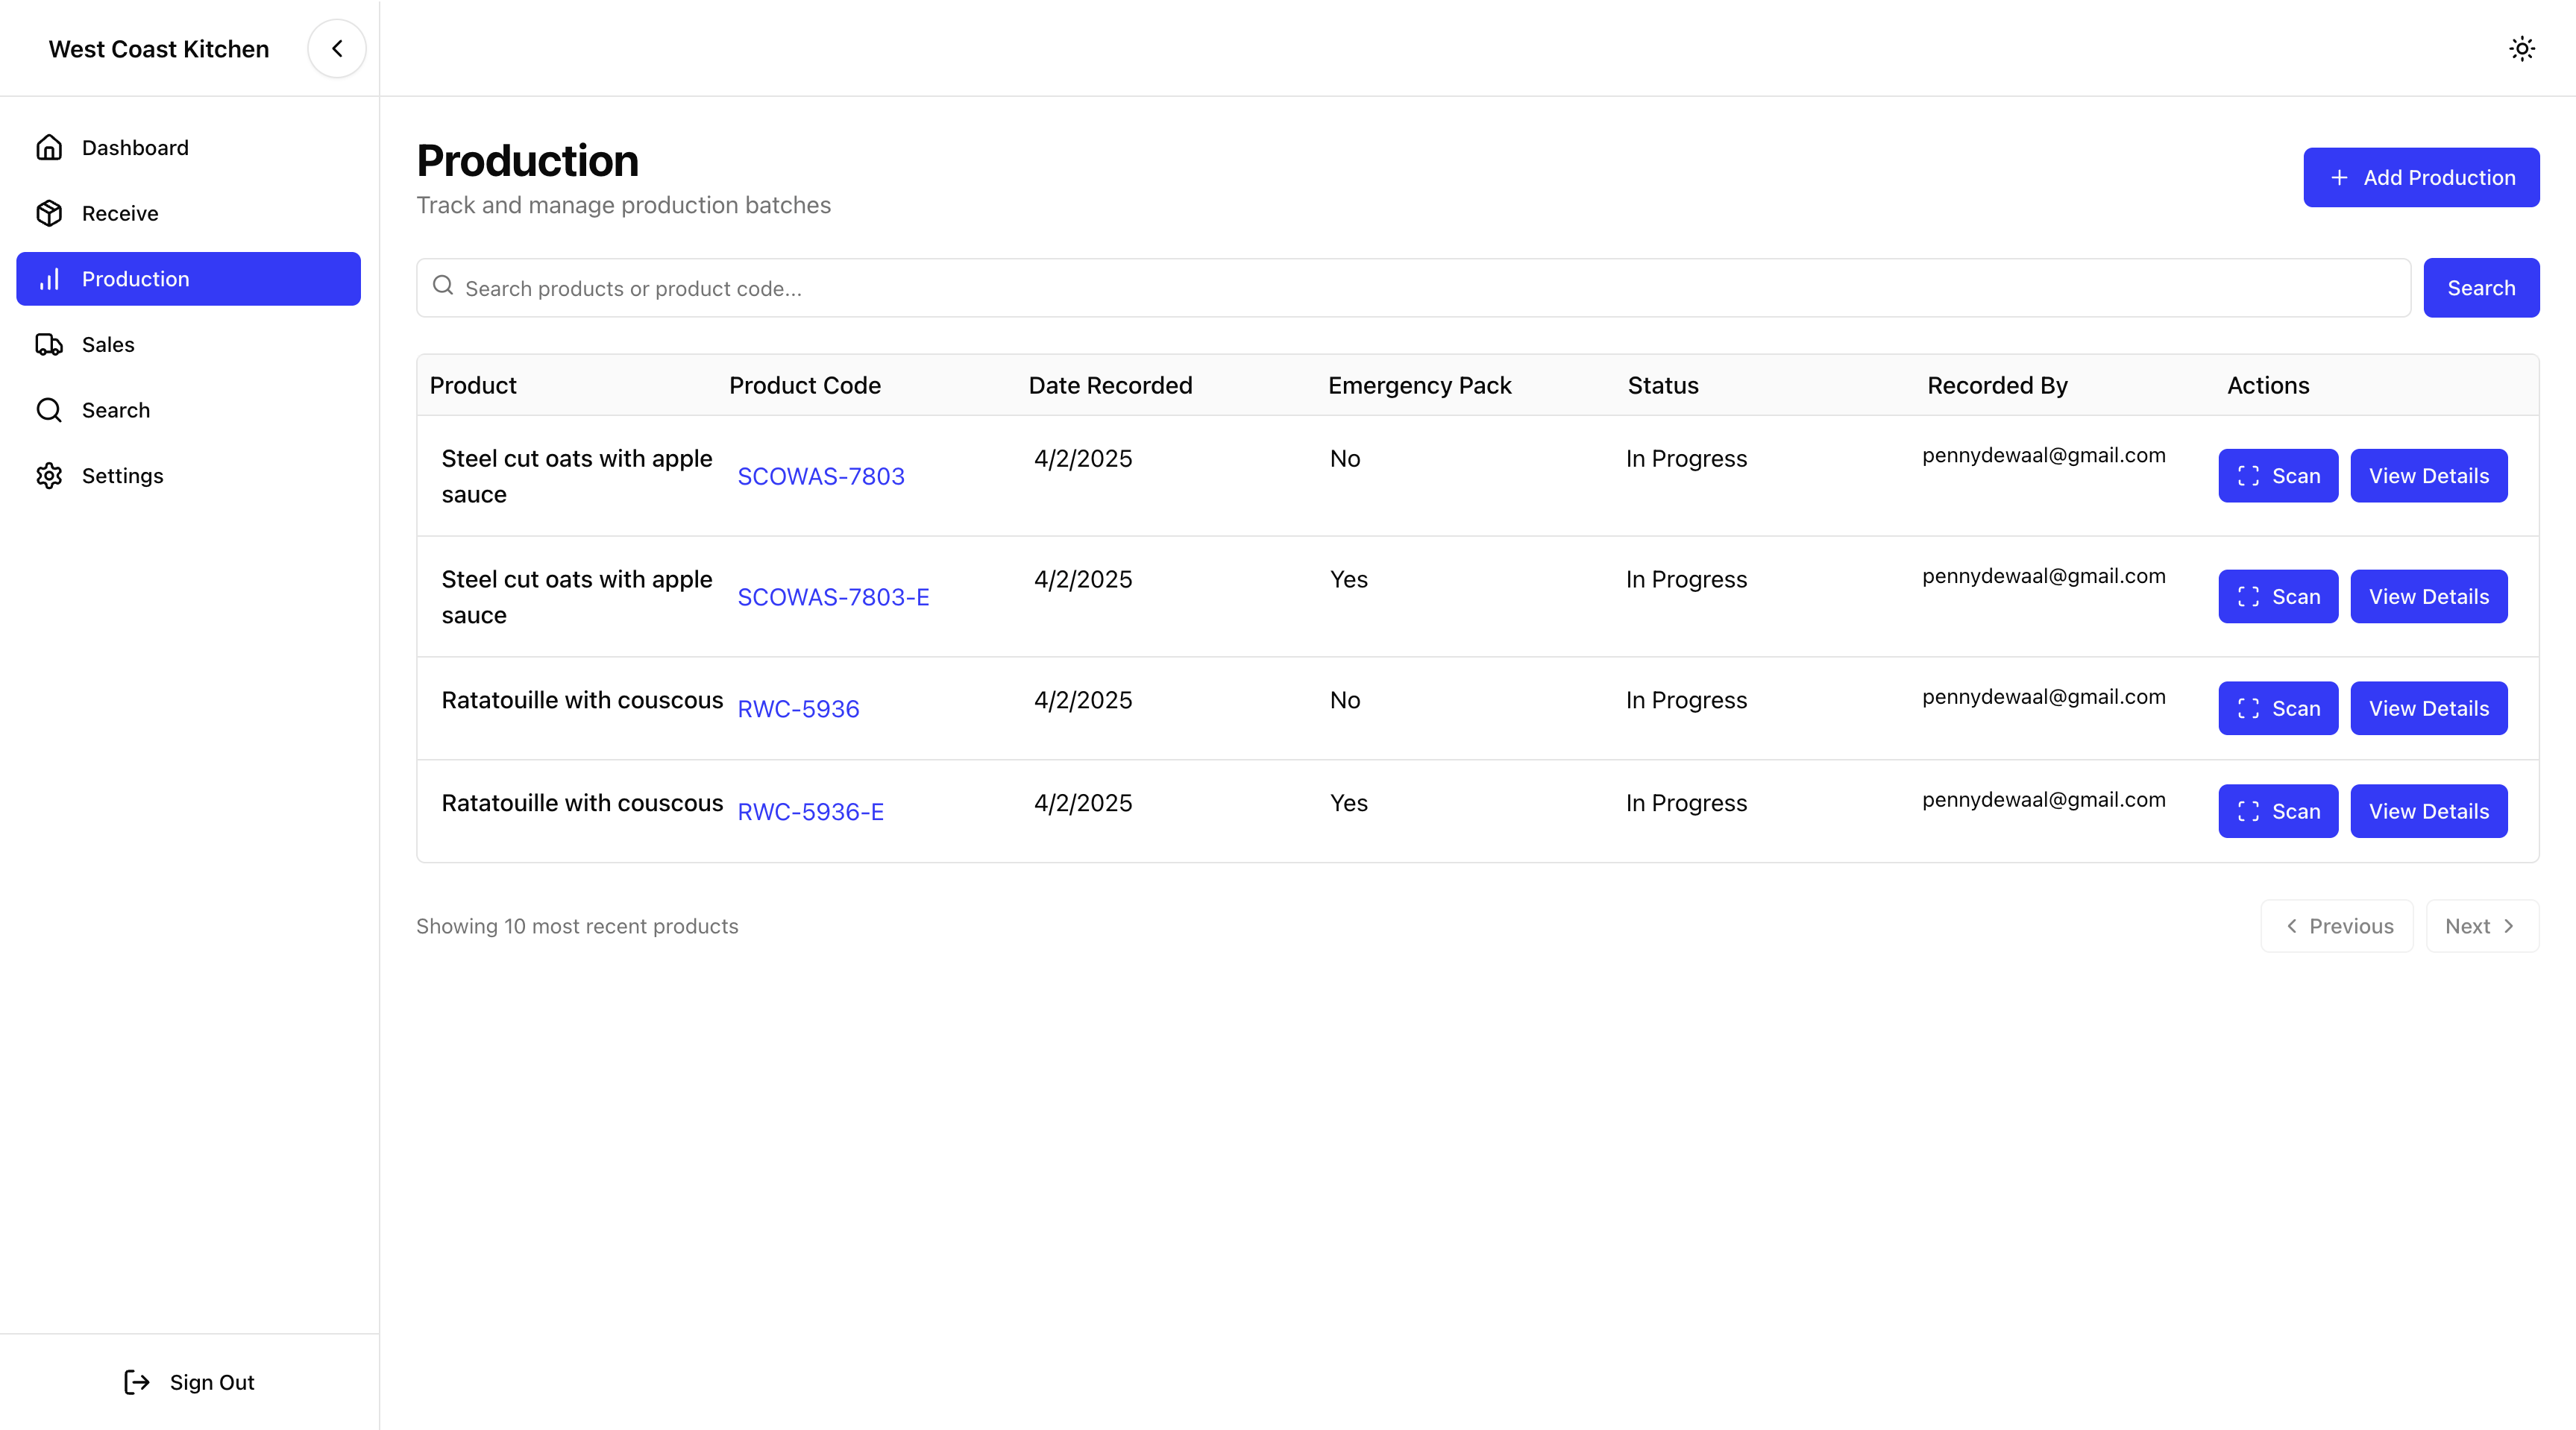 West Coast Kitchen
Dashboard
Receive
Production
Sales
Search
Settings
Sign Out
Production
Track and manage production batches
Add Production
Search products or product code...
Search
Product Product Code Date Recorded Emergency Pack Status Recorded By Actions
Steel cut oats with apple sauce SCOWAS-7803 4/2/2025 No In Progress pennydewaal@gmail.com Scan View Details
Steel cut oats with apple sauce SCOWAS-7803-E 4/2/2025 Yes In Progress pennydewaal@gmail.com Scan View Details
Ratatouille with couscous RWC-5936 4/2/2025 No In Progress pennydewaal@gmail.com Scan View Details
Ratatouille with couscous RWC-5936-E 4/2/2025 Yes In Progress pennydewaal@gmail.com Scan View Details
Showing 10 most recent products
Previous Next